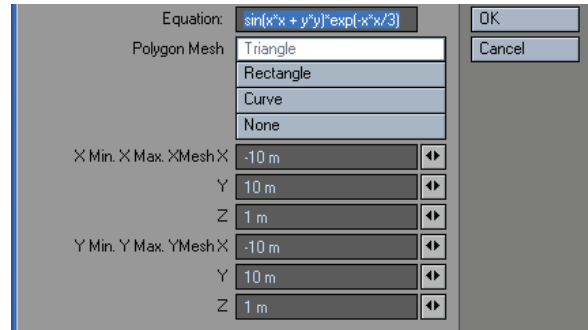 Equation: sin(x*x + y*y)*exp(-x*x/3) OK
Polygon Mesh Triangle Cancel
Rectangle
Curve
None
X Min. X Max. XMesh X -10 m
Y 10 m
Z 1 m
Y Min. Y Max. YMesh X -10 m
Y 10 m
Z 1 m